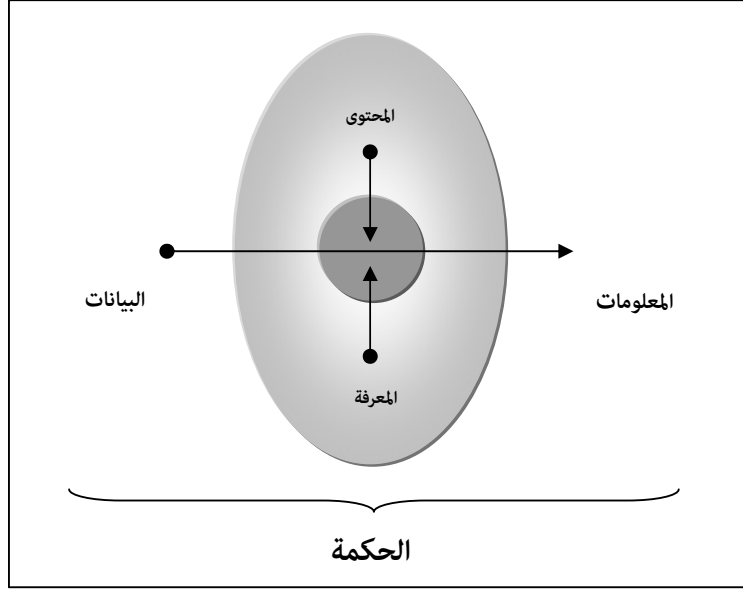 المحتوى
البيانات
المعلومات
المعرفة
الحكمة